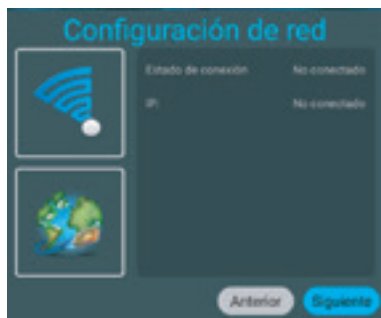 Configuración de red
Estado de conexión No conectado
IP: No conectado
Anterior Siguiente